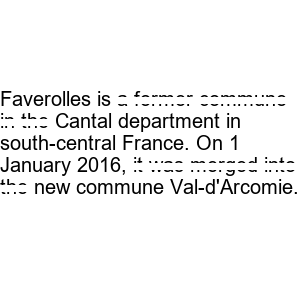 Faverolles is a former commune
in the Cantal department in
south-central France. On 1
January 2016, it was merged into
the new commune Val-d'Arcomie.